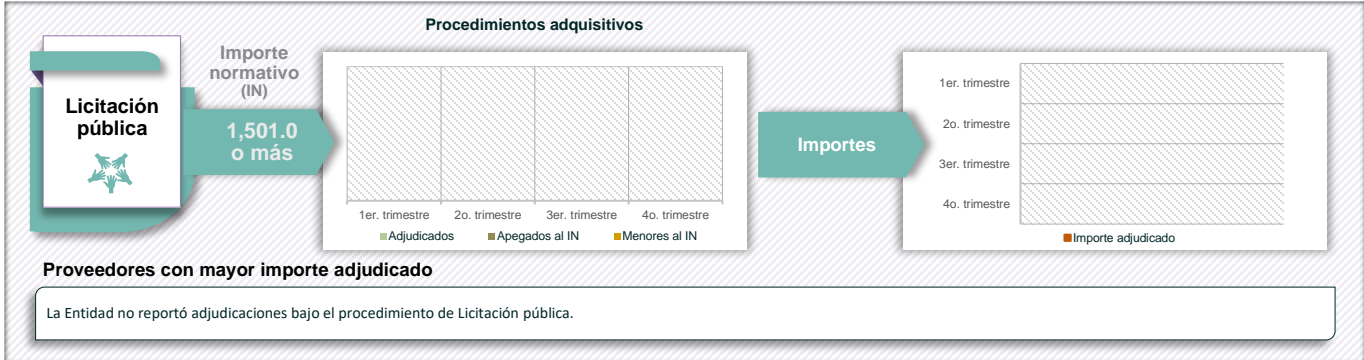 Procedimientos adquisitivos
Licitación
pública
Importe
normativo
(IN)
1,501.0
o más
1er. trimestre 2o. trimestre 3er. trimestre 4o. trimestre
Adjudicados Apegados al IN Menores al IN
Importes
1er. trimestre
2o. trimestre
3er. trimestre
4o. trimestre
Importe adjudicado
Proveedores con mayor importe adjudicado
La Entidad no reportó adjudicaciones bajo el procedimiento de Licitación pública.